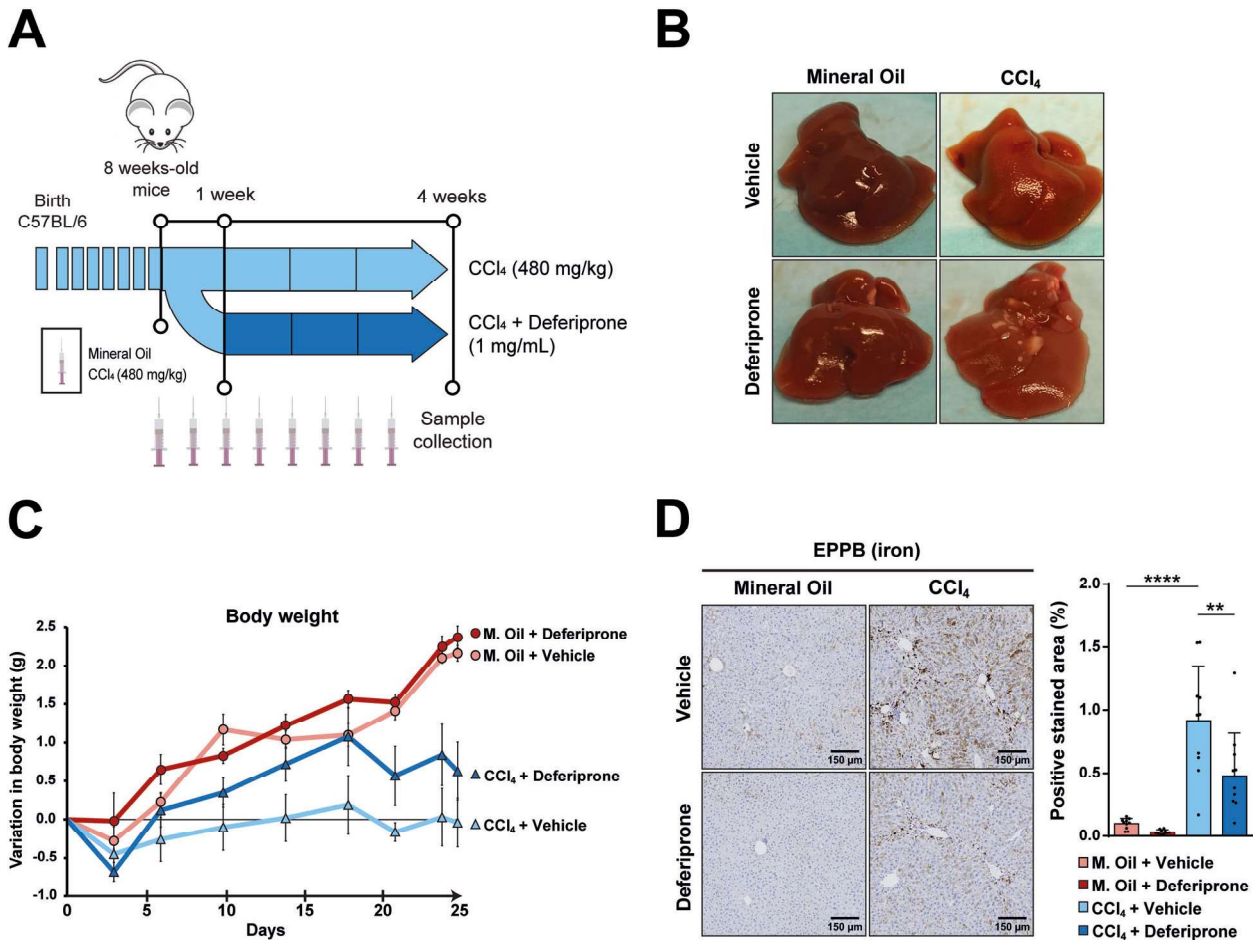 A
8 weeks-old
mice
1 week
4 weeks
Birth
C57BL/6
CCl₄ (480 mg/kg)
CCl₄ + Deferiprone
(1 mg/mL)
Mineral Oil
CCl₄ (480 mg/kg)
Sample
collection
B
Mineral Oil
CCl₄
Vehicle
Deferiprone
C
Body weight
Variation in body weight (g)
2.5
2.0
1.5
1.0
0.5
0.0
-0.5
-1.0
0
5
10
15
20
25
Days
M. Oil + Deferiprone
M. Oil + Vehicle
CCl₄ + Deferiprone
CCl₄ + Vehicle
D
EPPB (iron)
Mineral Oil
CCl₄
Vehicle
150 µm
150 µm
Deferiprone
150 µm
150 µm
Positive stained area (%)
2.0
1.5
1.0
0.5
0.0
****
**
M. Oil + Vehicle
M. Oil + Deferiprone
CCl₄ + Vehicle
CCl₄ + Deferiprone